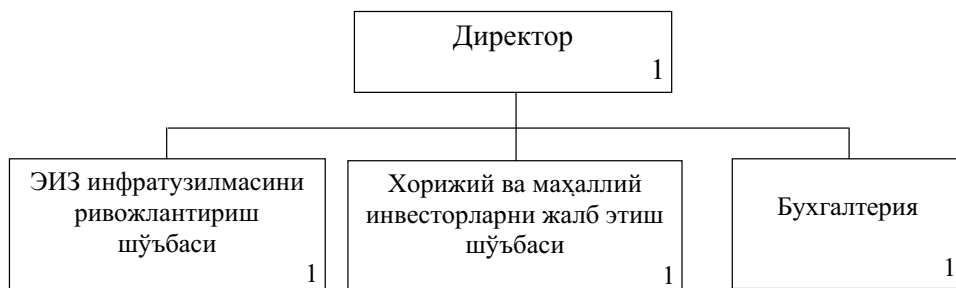 Директор
1
ЭИЗ инфратузилмасини
ривожлантириш
шўъбаси
1
Хорижий ва маҳаллий
инвесторларни жалб этиш
шўъбаси
1
Бухгалтерия
1